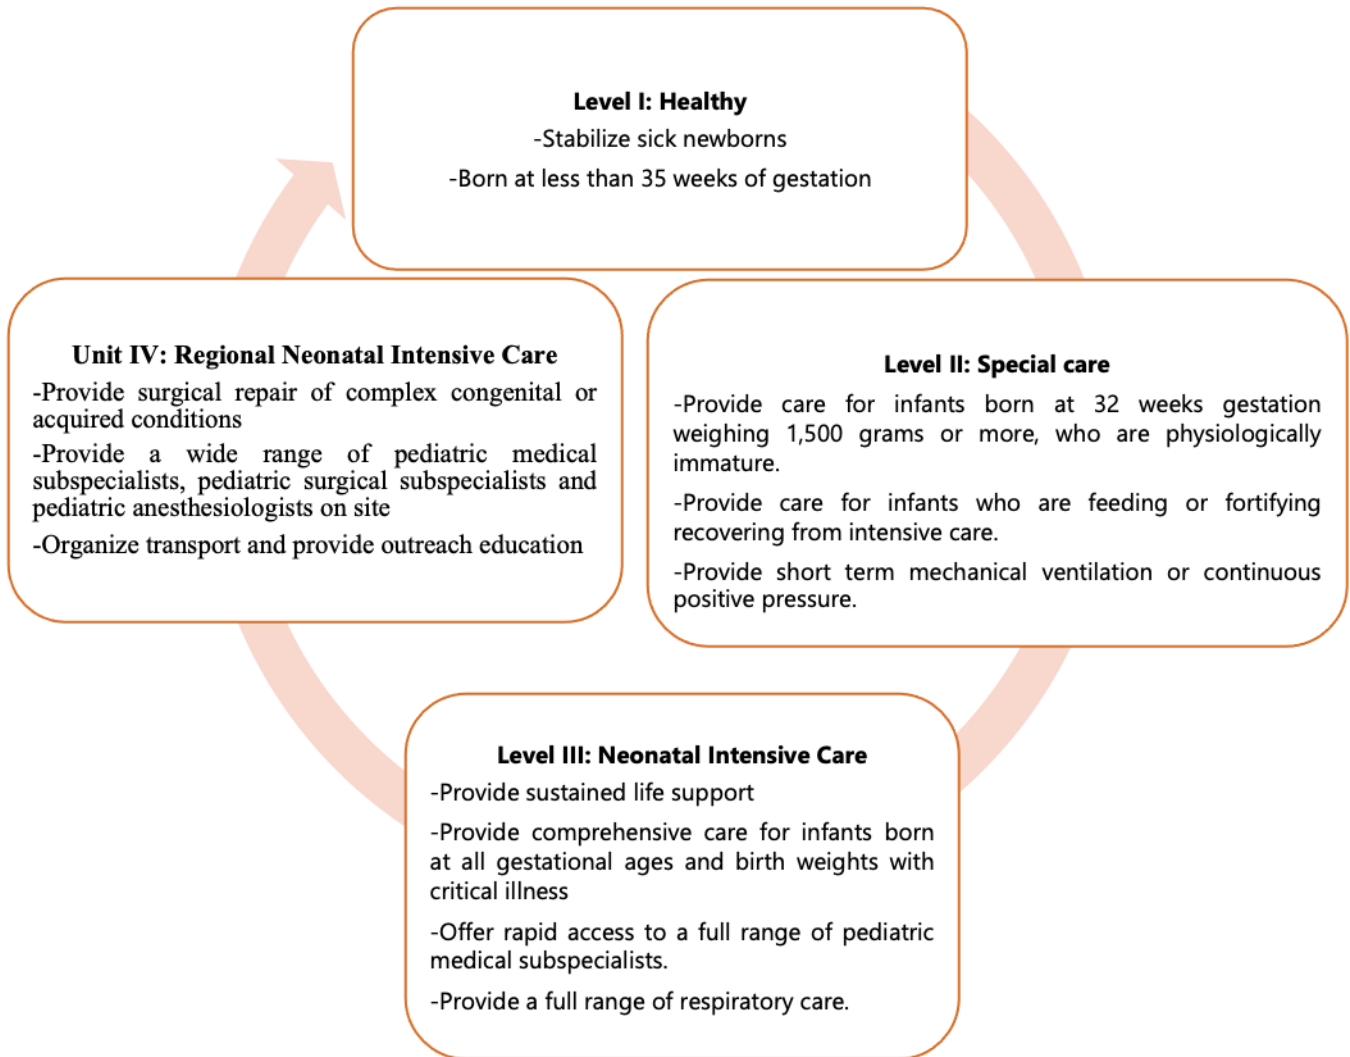 Level I: Healthy
-Stabilize sick newborns
-Born at less than 35 weeks of gestation
Level II: Special care
-Provide care for infants born at 32 weeks gestation
weighing 1,500 grams or more, who are physiologically
immature.
-Provide care for infants who are feeding or fortifying
recovering from intensive care.
-Provide short term mechanical ventilation or continuous
positive pressure.
Level III: Neonatal Intensive Care
-Provide sustained life support
-Provide comprehensive care for infants born
at all gestational ages and birth weights with
critical illness
-Offer rapid access to a full range of pediatric
medical subspecialists.
-Provide a full range of respiratory care.
Unit IV: Regional Neonatal Intensive Care
-Provide surgical repair of complex congenital or
acquired conditions
-Provide a wide range of pediatric medical
subspecialists, pediatric surgical subspecialists and
pediatric anesthesiologists on site
-Organize transport and provide outreach education